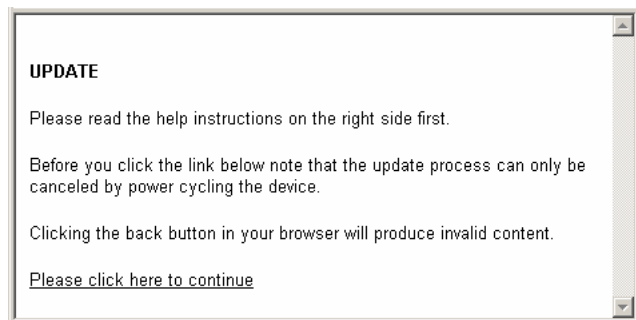 UPDATE
Please read the help instructions on the right side first.
Before you click the link below note that the update process can only be
canceled by power cycling the device.
Clicking the back button in your browser will produce invalid content.
Please click here to continue